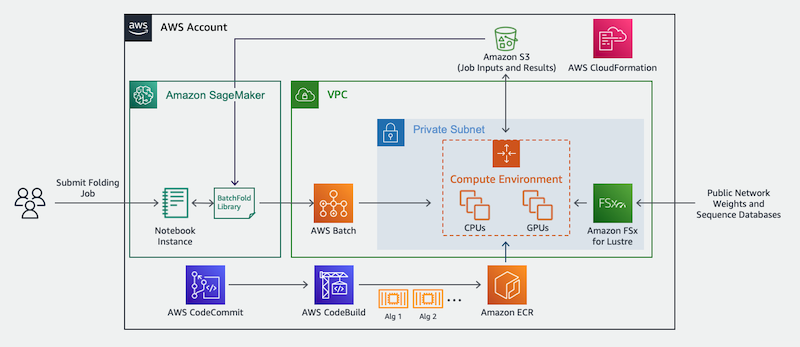 aws
AWS Account
Amazon S3
(Job Inputs and Results)
AWS CloudFormation
Amazon SageMaker
VPC
Private Subnet
Compute Environment
CPUs
GPUs
Submit Folding
Job
Notebook
Instance
BatchFold
Library
AWS Batch
FSx
Amazon FSx
for Lustre
Public Network
Weights and
Sequence Databases
AWS CodeCommit
AWS CodeBuild
Alg 1
Alg 2
...
Amazon ECR